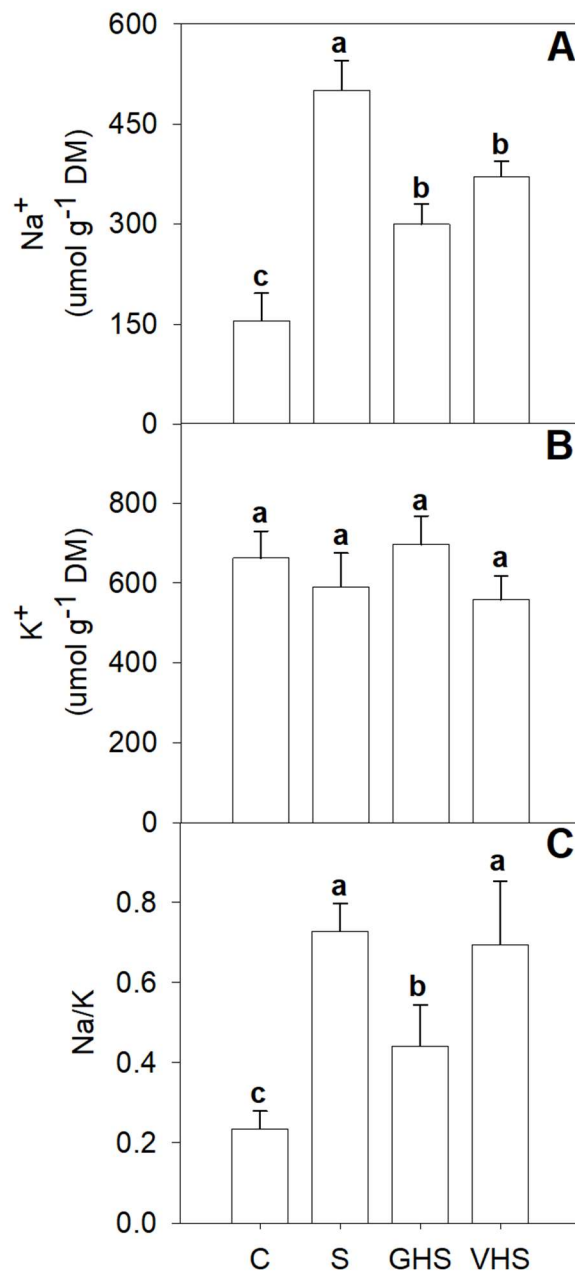 A
600
450
300
150
0
Na+
(umol g-1 DM)
c
a
b
b
B
800
600
400
200
0
K+
(umol g-1 DM)
a
a
a
a
C
0.8
0.6
0.4
0.2
0.0
Na/K
c
a
b
a
C S GHS VHS